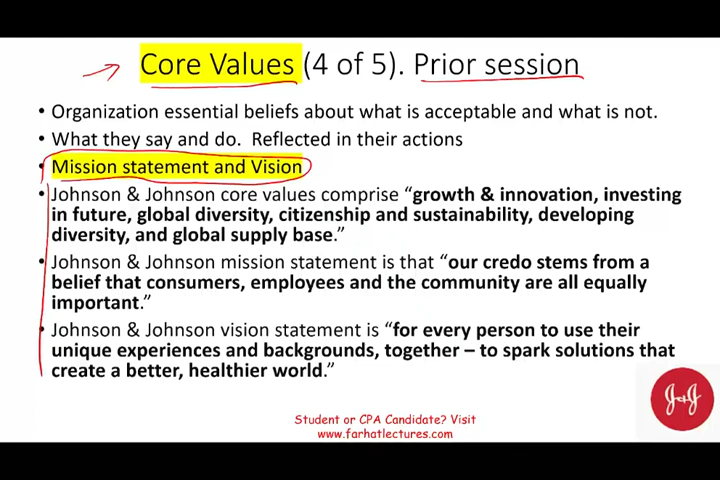 Core Values (4 of 5). Prior session
• Organization essential beliefs about what is acceptable and what is not.
• What they say and do. Reflected in their actions
• Mission statement and Vision
• Johnson & Johnson core values comprise “growth & innovation, investing
in future, global diversity, citizenship and sustainability, developing
diversity, and global supply base.”
• Johnson & Johnson mission statement is that “our credo stems from a
belief that consumers, employees and the community are all equally
important.”
• Johnson & Johnson vision statement is “for every person to use their
unique experiences and backgrounds, together – to spark solutions that
create a better, healthier world.”
J&J
Student or CPA Candidate? Visit
www.farhatlectures.com